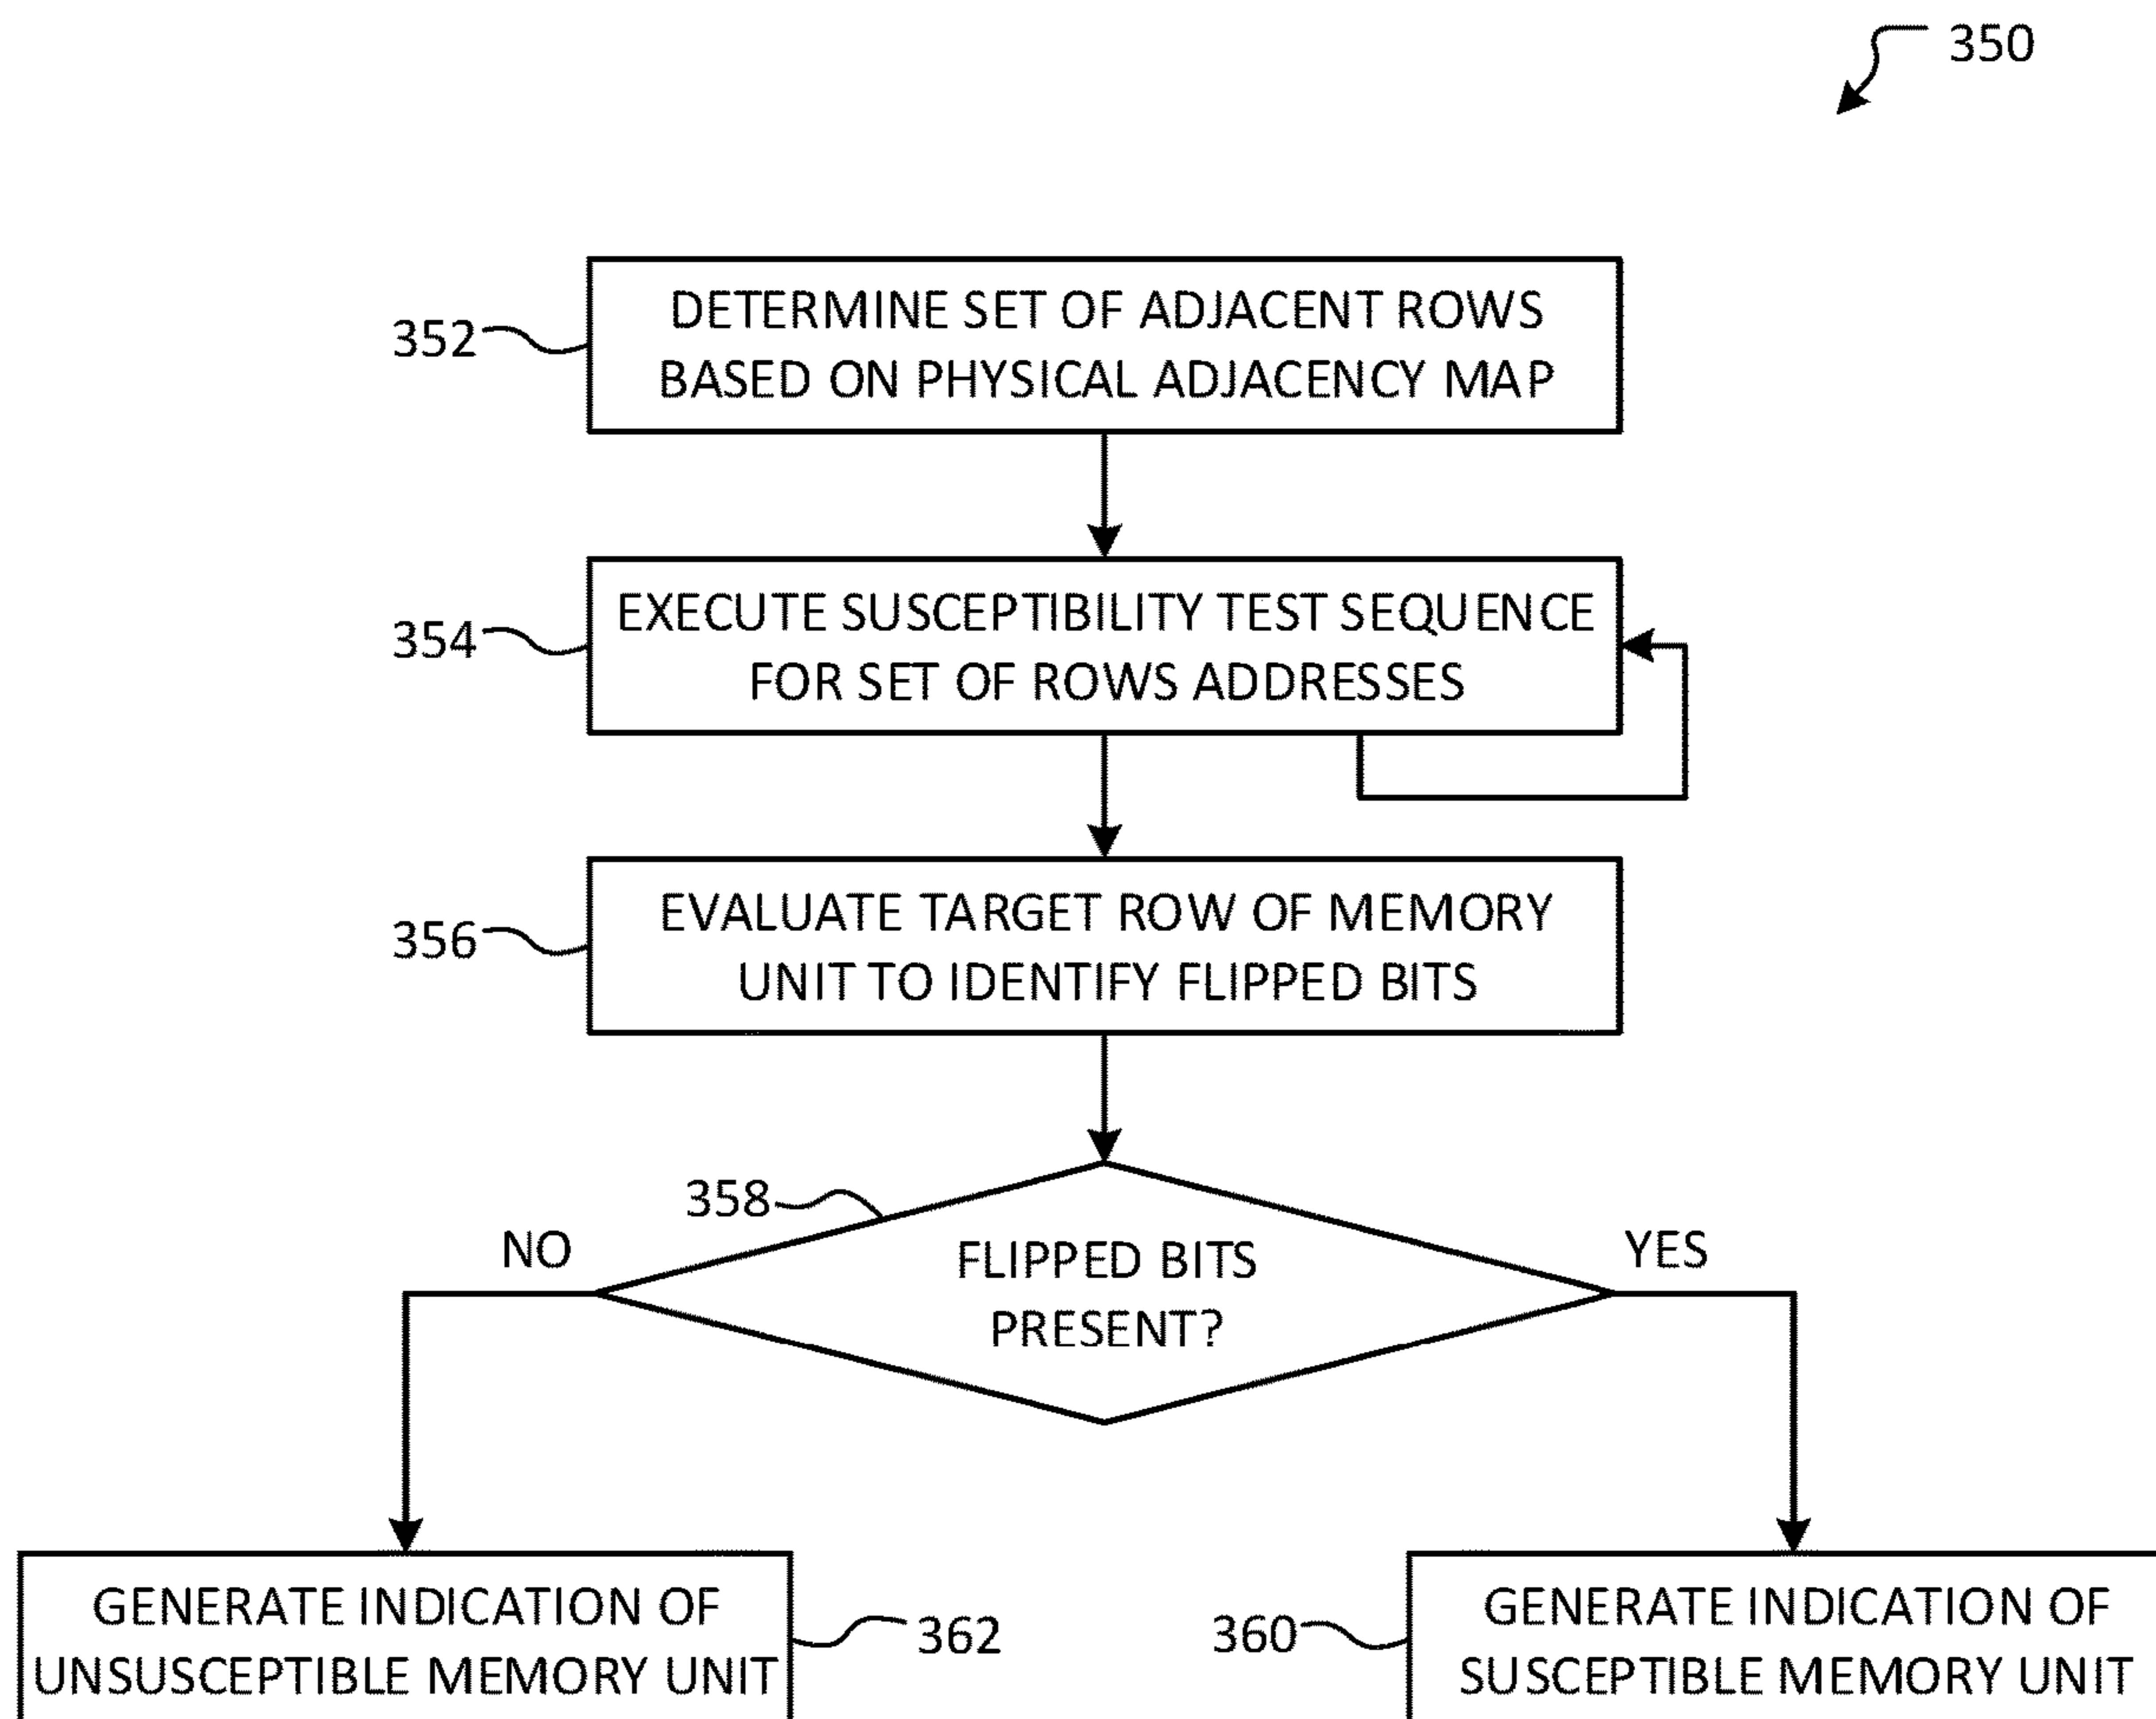 350
352
DETERMINE SET OF ADJACENT ROWS
BASED ON PHYSICAL ADJACENCY MAP
354
EXECUTE SUSCEPTIBILITY TEST SEQUENCE
FOR SET OF ROWS ADDRESSES
356
EVALUATE TARGET ROW OF MEMORY
UNIT TO IDENTIFY FLIPPED BITS
358
NO
FLIPPED BITS
PRESENT?
YES
GENERATE INDICATION OF
UNSUSCEPTIBLE MEMORY UNIT
362
360
GENERATE INDICATION OF
SUSCEPTIBLE MEMORY UNIT